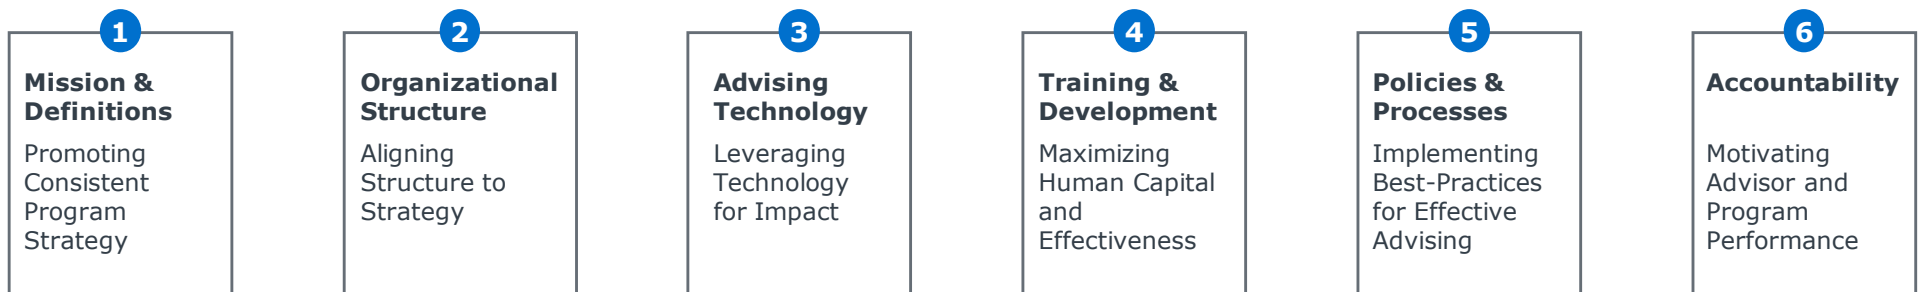 1
Mission &
Definitions
Promoting
Consistent
Program
Strategy
2
Organizational
Structure
Aligning
Structure to
Strategy
3
Advising
Technology
Leveraging
Technology
for Impact
4
Training &
Development
Maximizing
Human Capital
and
Effectiveness
5
Policies &
Processes
Implementing
Best-Practices
for Effective
Advising
6
Accountability
Motivating
Advisor and
Program
Performance